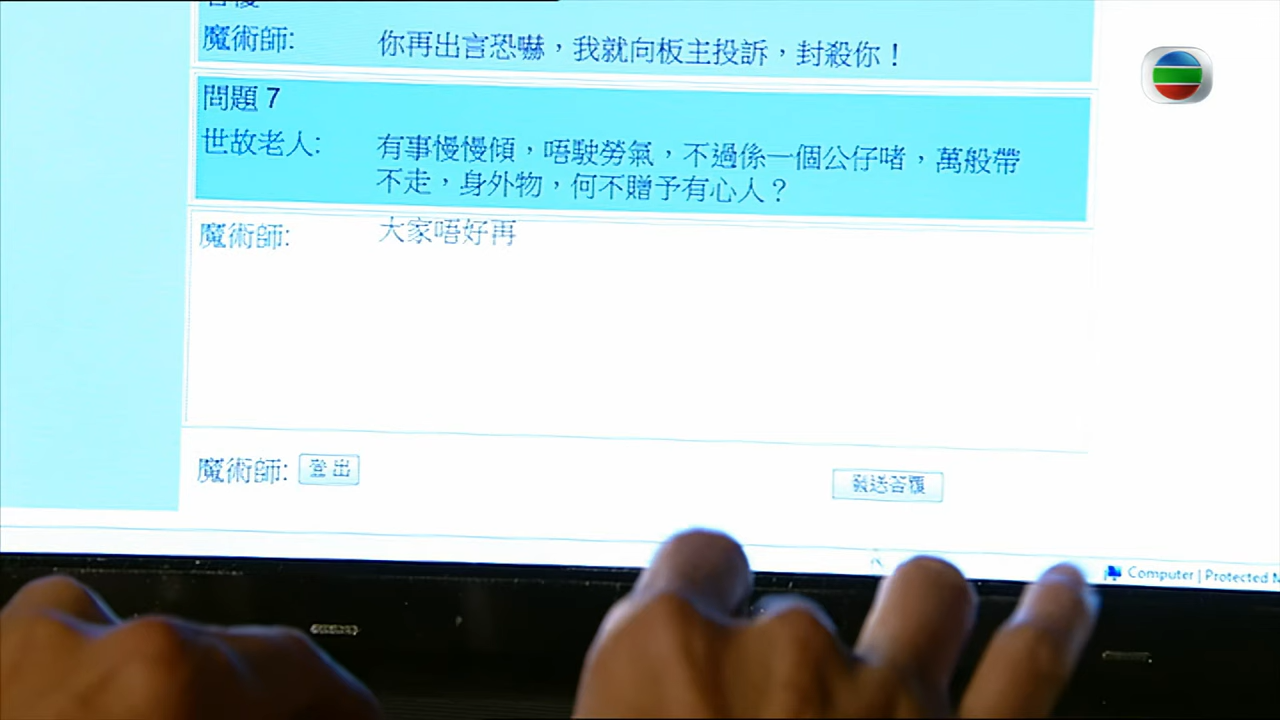 魔術師: 你再出言恐嚇，我就向板主投訴，封殺你！
問題 7
世故老人: 有事慢慢傾，唔駛勞氣，不過係一個公仔啫，萬般帶
不走，身外物，何不贈予有心人？
魔術師: 大家唔好再
魔術師: 登出 發送答覆
Computer | Protected